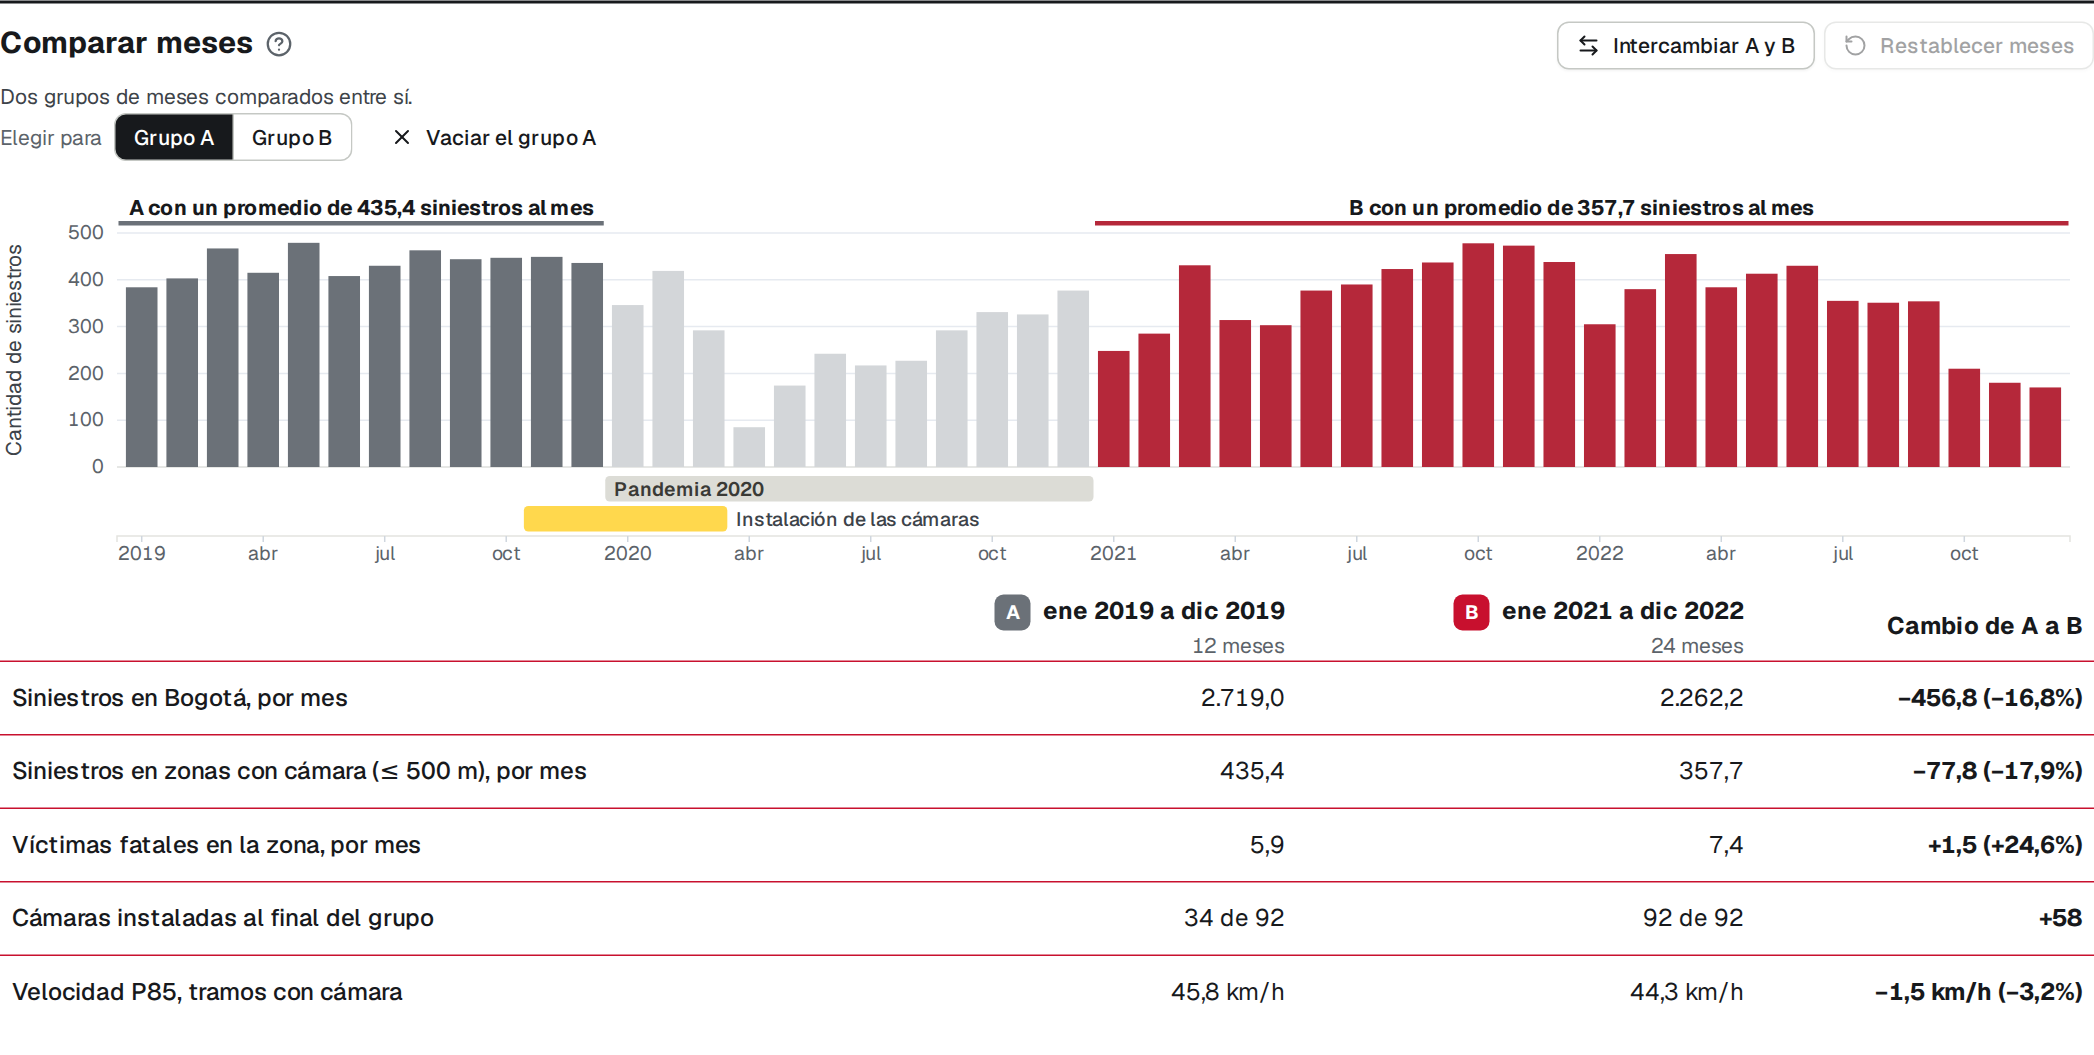 Comparar meses
Intercambiar A y B
Restablecer meses
Dos grupos de meses comparados entre sí.
Elegir para
Grupo A
Grupo B
Vaciar el grupo A
A con un promedio de 435,4 siniestros al mes
B con un promedio de 357,7 siniestros al mes
Cantidad de siniestros
500
400
300
200
100
0
Pandemia 2020
Instalación de las cámaras
2019 abr jul oct 2020 abr jul oct 2021 abr jul oct 2022 abr jul oct
A ene 2019 a dic 2019
12 meses
B ene 2021 a dic 2022
24 meses
Cambio de A a B
Siniestros en Bogotá, por mes 2.719,0 2.262,2 −456,8 (−16,8%)
Siniestros en zonas con cámara (≤ 500 m), por mes 435,4 357,7 −77,8 (−17,9%)
Víctimas fatales en la zona, por mes 5,9 7,4 +1,5 (+24,6%)
Cámaras instaladas al final del grupo 34 de 92 92 de 92 +58
Velocidad P85, tramos con cámara 45,8 km/h 44,3 km/h −1,5 km/h (−3,2%)